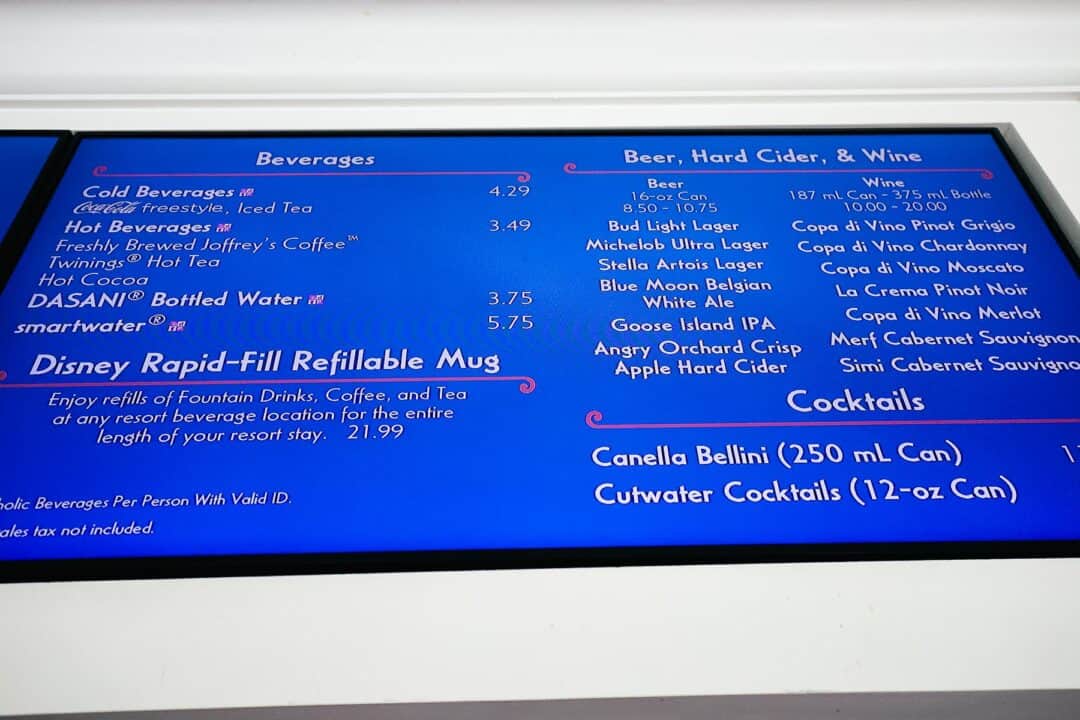 Beverages
Cold Beverages 4.29
Coca-Cola freestyle, Iced Tea
Hot Beverages 3.49
Freshly Brewed Joffrey's Coffee™
Twinings® Hot Tea
Hot Cocoa
DASANI® Bottled Water 3.75
smartwater® 5.75
Disney Rapid-Fill Refillable Mug
Enjoy refills of Fountain Drinks, Coffee, and Tea
at any resort beverage location for the entire
length of your resort stay. 21.99
holic Beverages Per Person With Valid ID.
ales tax not included.
Beer, Hard Cider, & Wine
Beer
16-oz Can
8.50 - 10.75
Bud Light Lager
Michelob Ultra Lager
Stella Artois Lager
Blue Moon Belgian
White Ale
Goose Island IPA
Angry Orchard Crisp
Apple Hard Cider
Wine
187 mL Can - 375 mL Bottle
10.00 - 20.00
Copa di Vino Pinot Grigio
Copa di Vino Chardonnay
Copa di Vino Moscato
La Crema Pinot Noir
Copa di Vino Merlot
Merf Cabernet Sauvignon
Simi Cabernet Sauvigno
Cocktails
Canella Bellini (250 mL Can)
Cutwater Cocktails (12-oz Can)